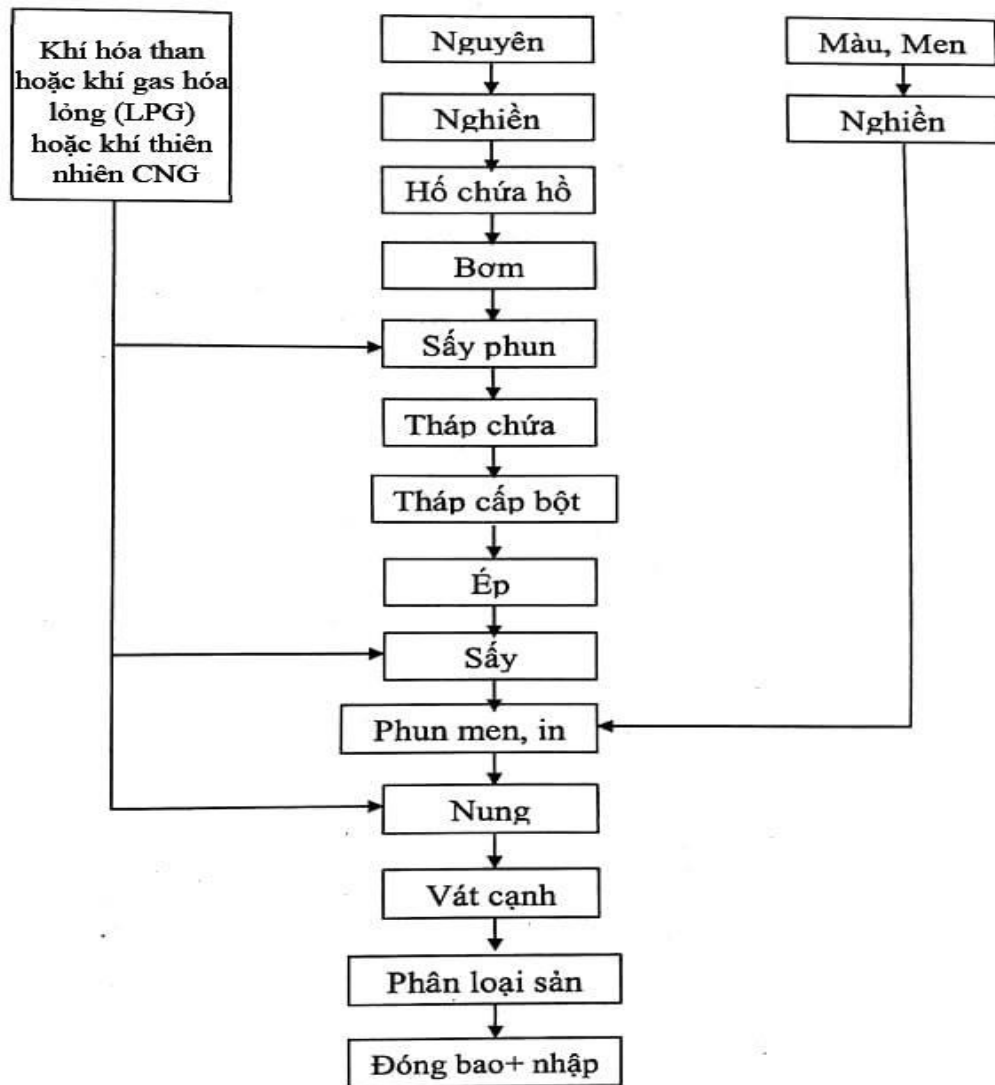 Khí hóa than
hoặc khí gas hóa
lỏng (LPG)
hoặc khí thiên
nhiên CNG
Nguyên
Nghiền
Hố chứa hồ
Bơm
Sấy phun
Tháp chứa
Tháp cấp bột
Ép
Sấy
Phun men, in
Nung
Vát cạnh
Phân loại sản
Đóng bao+ nhập
Màu, Men
Nghiền